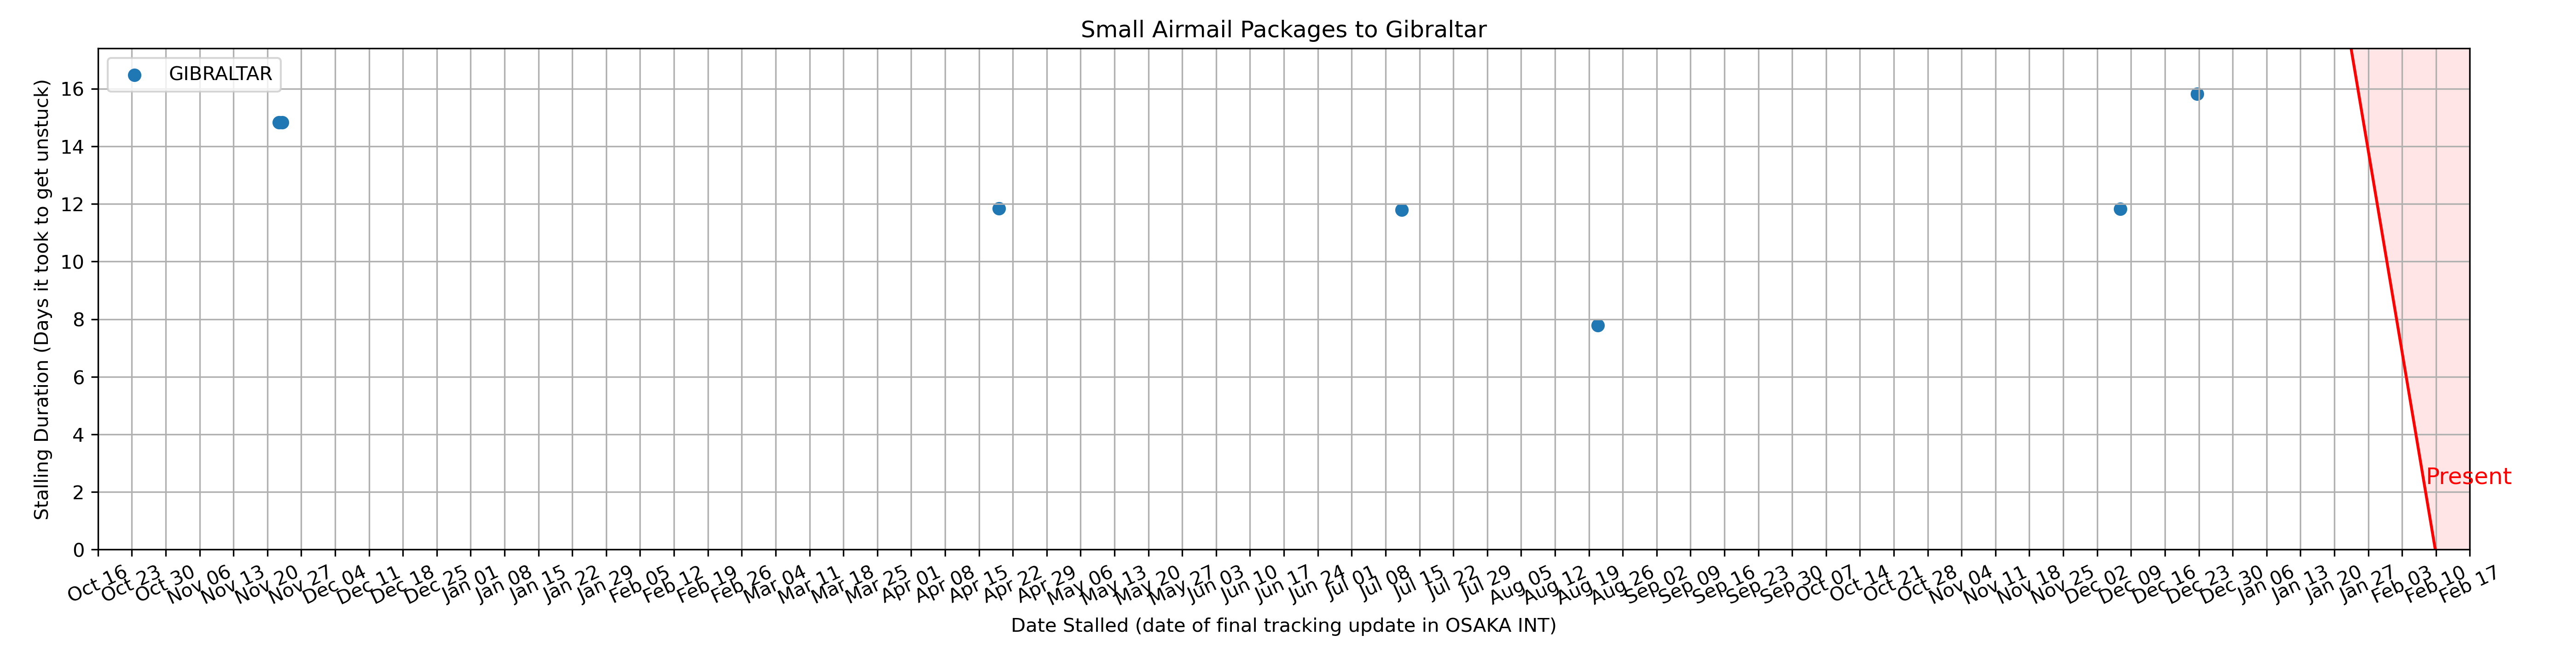 Small Airmail Packages to Gibraltar
GIBRALTAR
Stalling Duration (Days it took to get unstuck)
16
14
12
10
8
6
4
2
0
Present
Oct 16
Oct 23
Oct 30
Nov 06
Nov 13
Nov 20
Nov 27
Dec 04
Dec 11
Dec 18
Dec 25
Jan 01
Jan 08
Jan 15
Jan 22
Jan 29
Feb 05
Feb 12
Feb 19
Feb 26
Mar 04
Mar 11
Mar 18
Mar 25
Apr 01
Apr 08
Apr 15
Apr 22
Apr 29
May 06
May 13
May 20
May 27
Jun 03
Jun 10
Jun 17
Jun 24
Jul 01
Jul 08
Jul 15
Jul 22
Jul 29
Aug 05
Aug 12
Aug 19
Aug 26
Sep 02
Sep 09
Sep 16
Sep 23
Sep 30
Oct 07
Oct 14
Oct 21
Oct 28
Nov 04
Nov 11
Nov 18
Nov 25
Dec 02
Dec 09
Dec 16
Dec 23
Dec 30
Jan 06
Jan 13
Jan 20
Jan 27
Feb 03
Feb 10
Feb 17
Date Stalled (date of final tracking update in OSAKA INT)